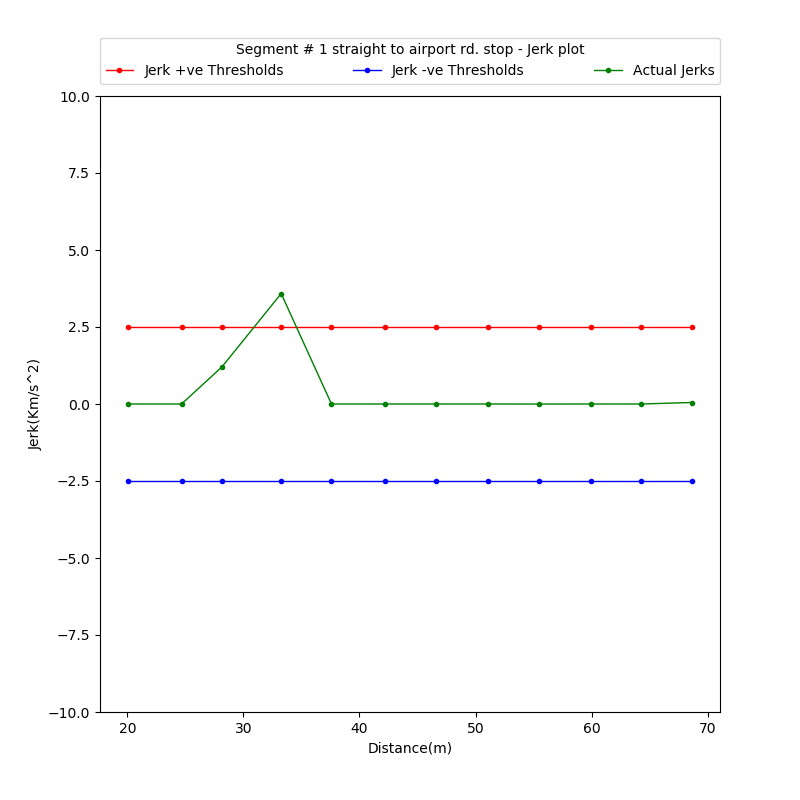 Segment # 1 straight to airport rd. stop - Jerk plot
Jerk +ve Thresholds Jerk -ve Thresholds Actual Jerks
10.0
7.5
5.0
2.5
0.0
−2.5
−5.0
−7.5
−10.0
Jerk(Km/s^2)
20 30 40 50 60 70
Distance(m)